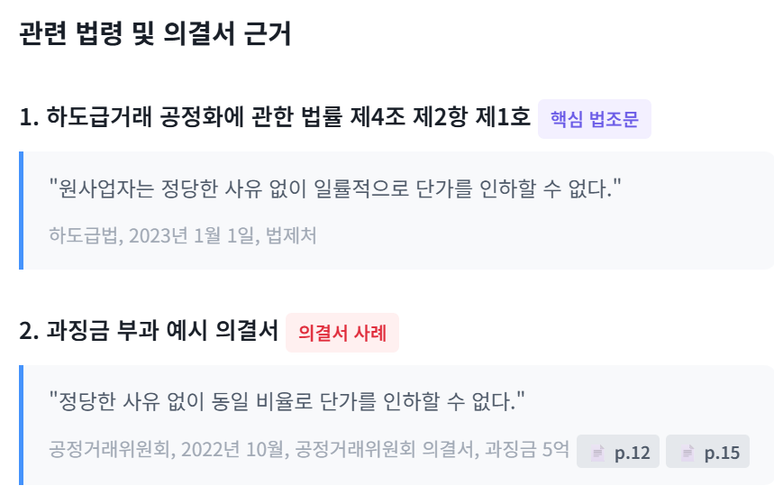 관련 법령 및 의결서 근거
1. 하도급거래 공정화에 관한 법률 제4조 제2항 제1호 핵심 법조문
"원사업자는 정당한 사유 없이 일률적으로 단가를 인하할 수 없다."
하도급법, 2023년 1월 1일, 법제처
2. 과징금 부과 예시 의결서 의결서 사례
"정당한 사유 없이 동일 비율로 단가를 인하할 수 없다."
공정거래위원회, 2022년 10월, 공정거래위원회 의결서, 과징금 5억 p.12 p.15